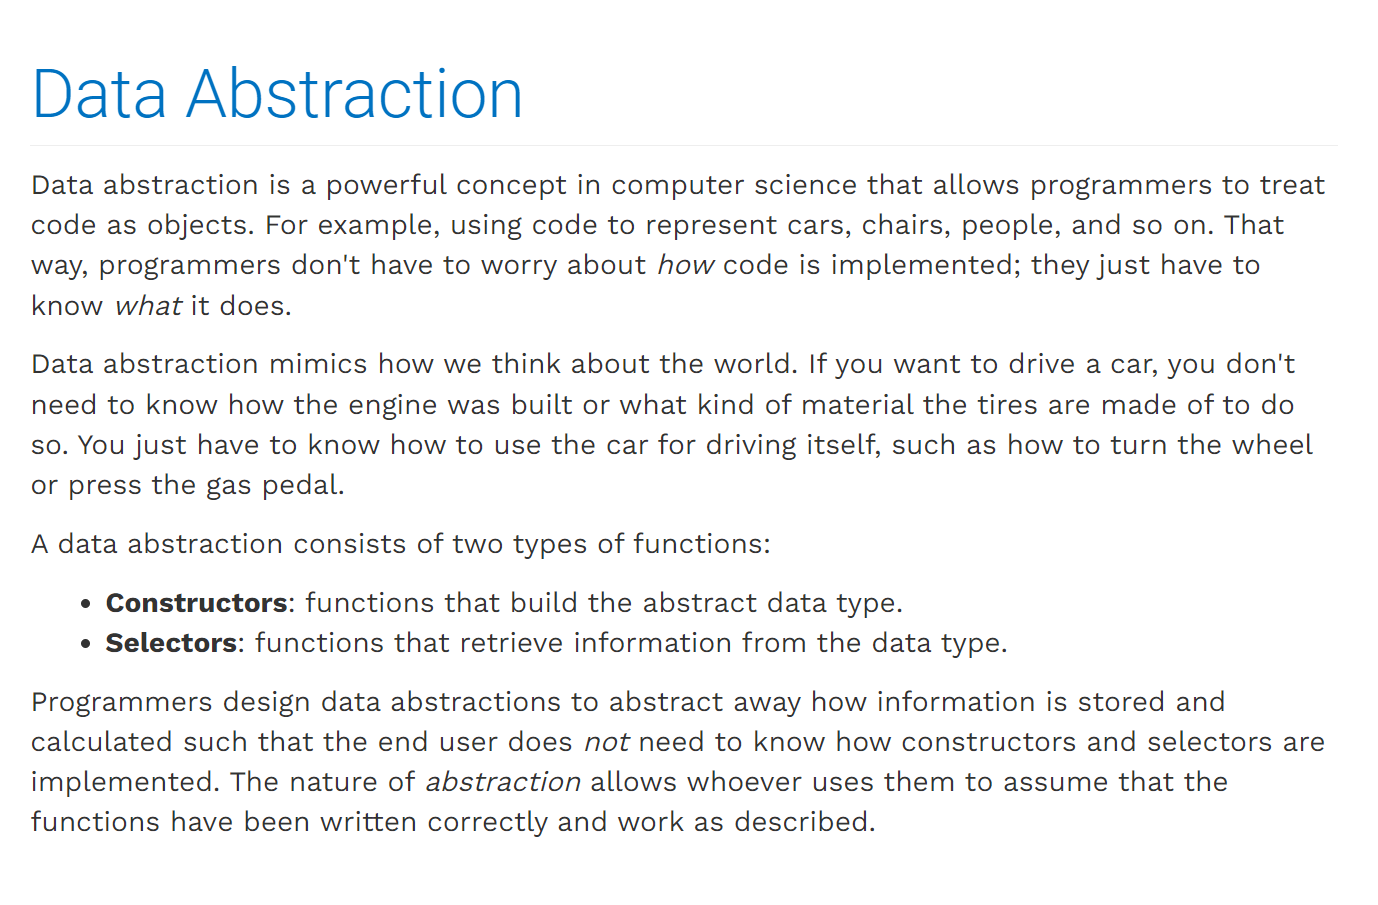 Data Abstraction
Data abstraction is a powerful concept in computer science that allows programmers to treat
code as objects. For example, using code to represent cars, chairs, people, and so on. That
way, programmers don't have to worry about how code is implemented; they just have to
know what it does.
Data abstraction mimics how we think about the world. If you want to drive a car, you don't
need to know how the engine was built or what kind of material the tires are made of to do
so. You just have to know how to use the car for driving itself, such as how to turn the wheel
or press the gas pedal.
A data abstraction consists of two types of functions:
• Constructors: functions that build the abstract data type.
• Selectors: functions that retrieve information from the data type.
Programmers design data abstractions to abstract away how information is stored and
calculated such that the end user does not need to know how constructors and selectors are
implemented. The nature of abstraction allows whoever uses them to assume that the
functions have been written correctly and work as described.